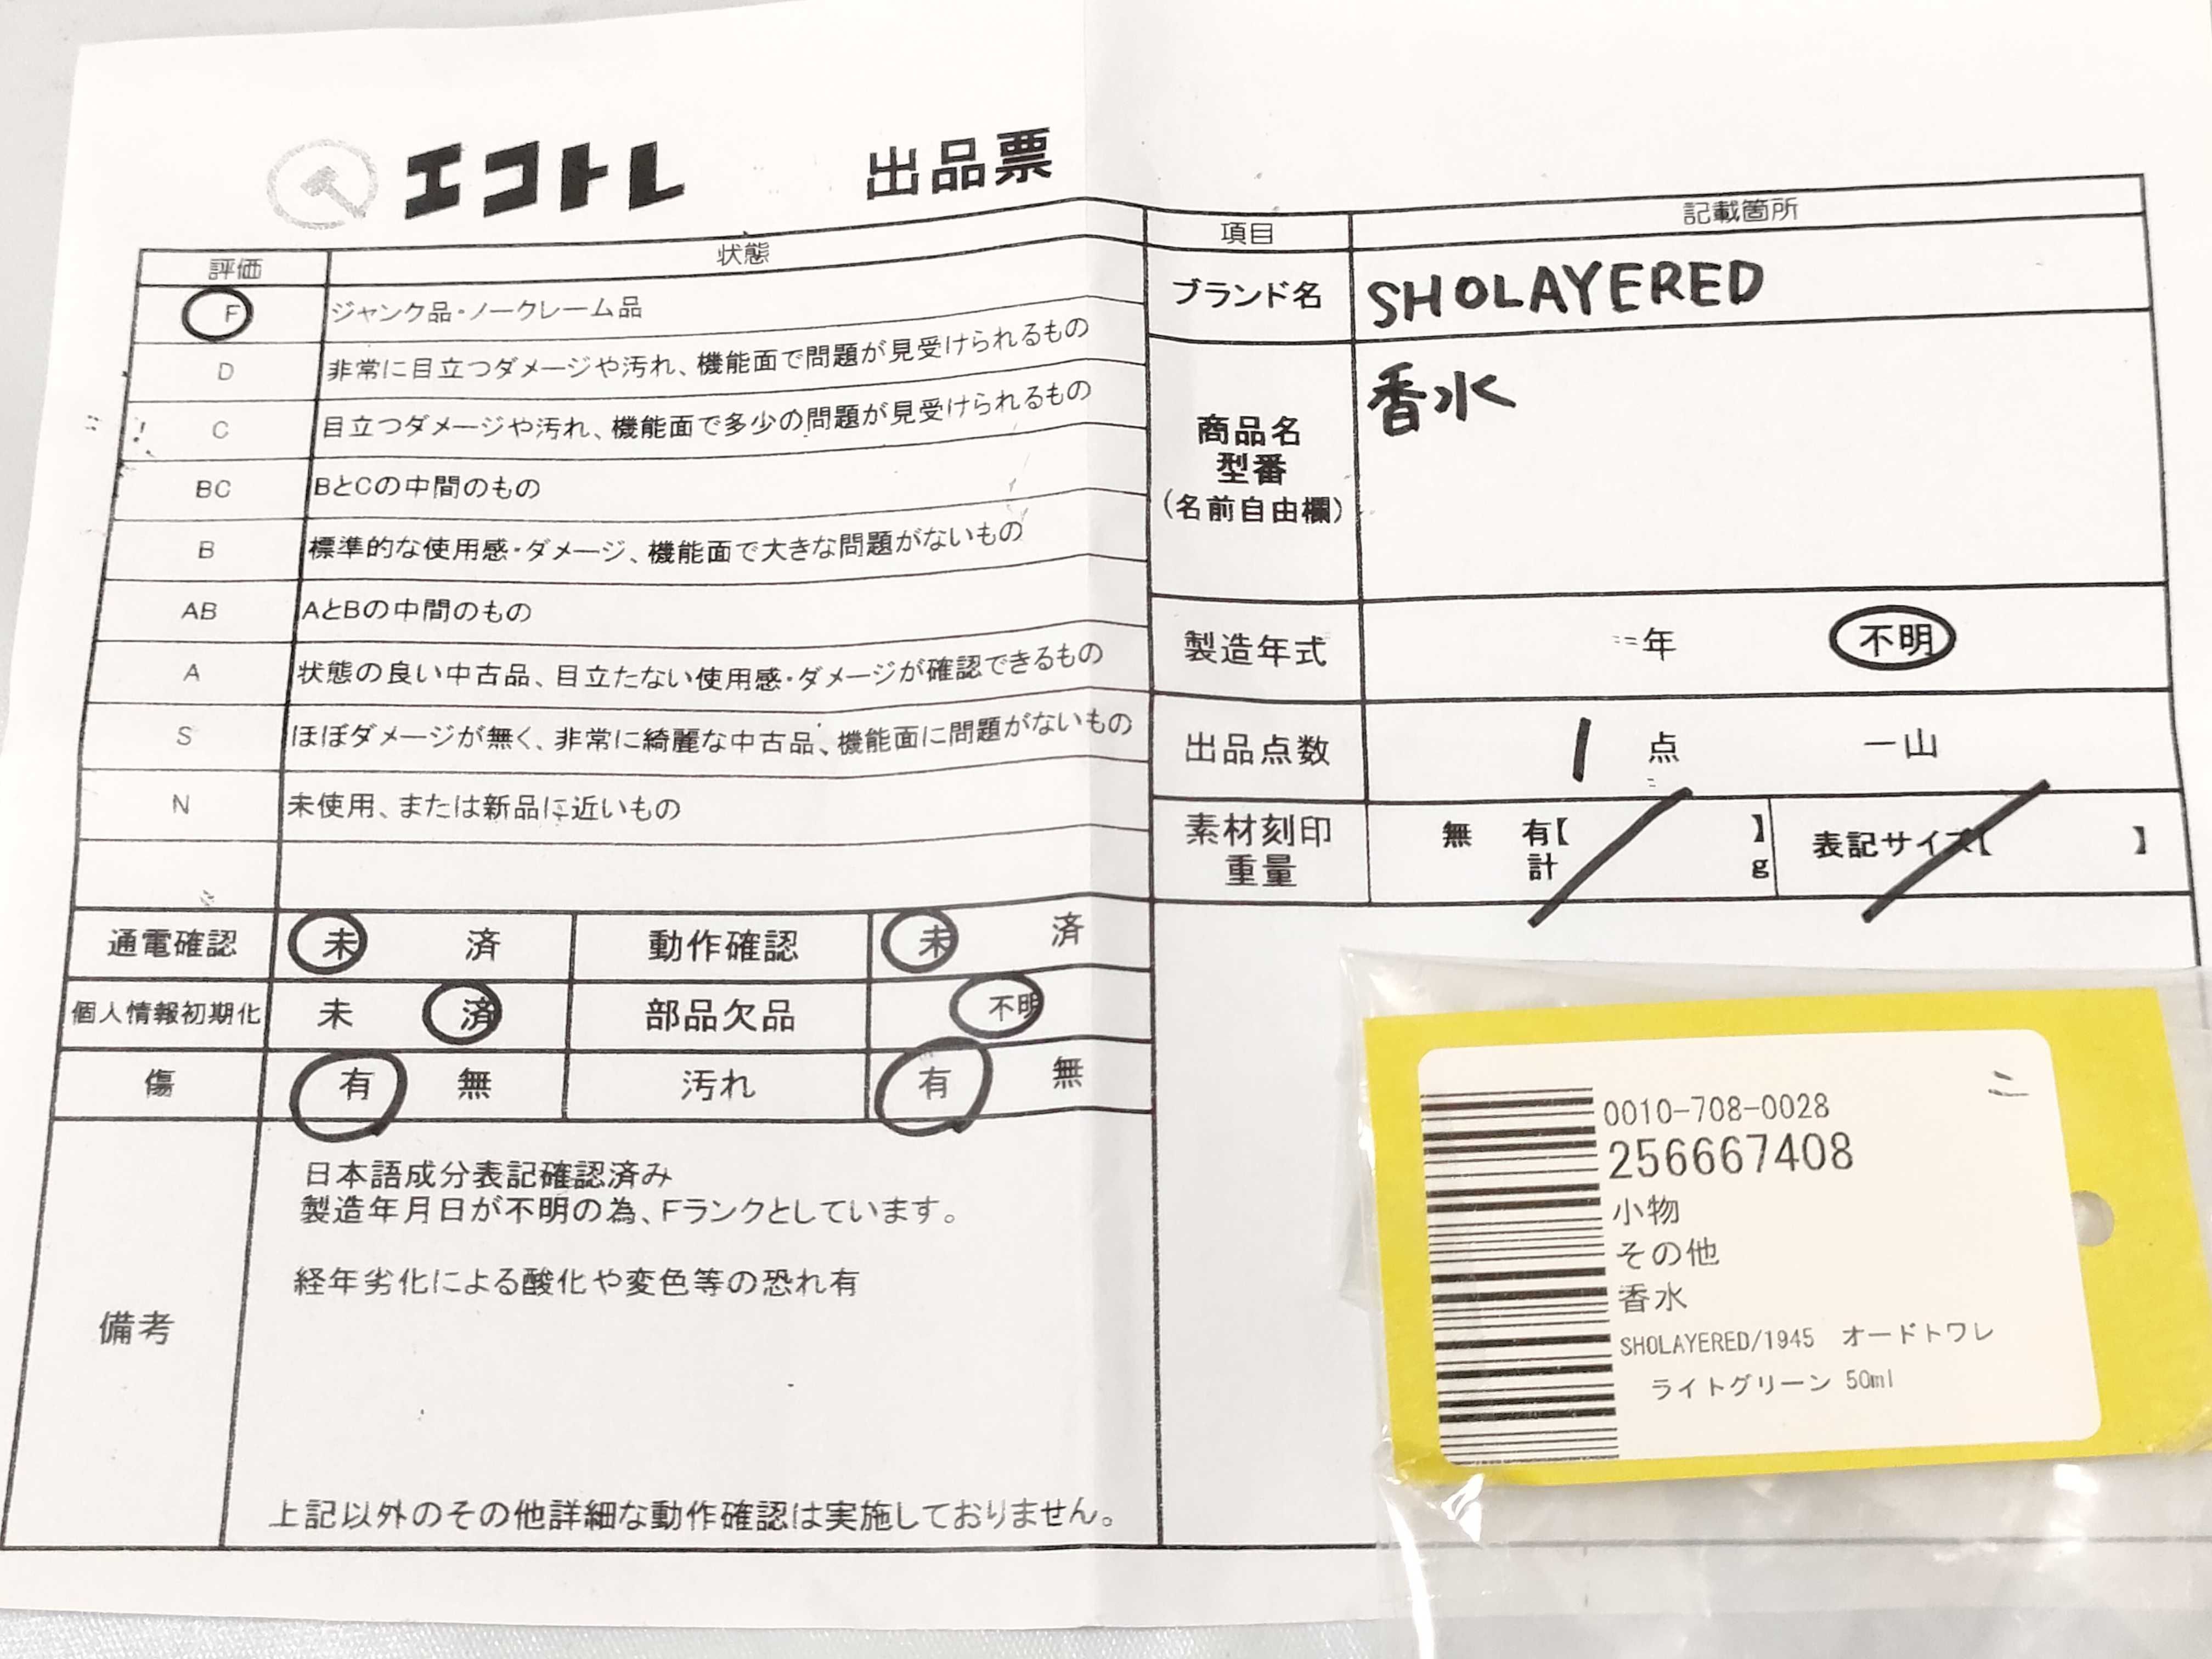 エコトレ 出品票
評価 状態
F ジャンク品・ノークレーム品
D 非常に目立つダメージや汚れ、機能面で問題が見受けられるもの
C 目立つダメージや汚れ、機能面で多少の問題が見受けられるもの
BC BとCの中間のもの
B 標準的な使用感・ダメージ、機能面で大きな問題がないもの
AB AとBの中間のもの
A 状態の良い中古品、目立たない使用感・ダメージが確認できるもの
S ほぼダメージが無く、非常に綺麗な中古品、機能面に問題がないもの
N 未使用、または新品に近いもの
通電確認 未 済 動作確認 未 済
個人情報初期化 未 済 部品欠品 不明
傷 有 無 汚れ 有 無
備考
日本語成分表記確認済み
製造年月日が不明の為、Fランクとしています。
経年劣化による酸化や変色等の恐れ有
上記以外のその他詳細な動作確認は実施しておりません。
項目 記載箇所
ブランド名 SHOLAYERED
商品名
型番
(名前自由欄)
香水
製造年式 年 不明
出品点数 1 点 一山
素材刻印 無 有【 】
重量 計 g
表記サイズ【 】
0010-708-0028
256667408
小物
その他
香水
SHOLAYERED/1945 オードトワレ
ライトグリーン 50ml